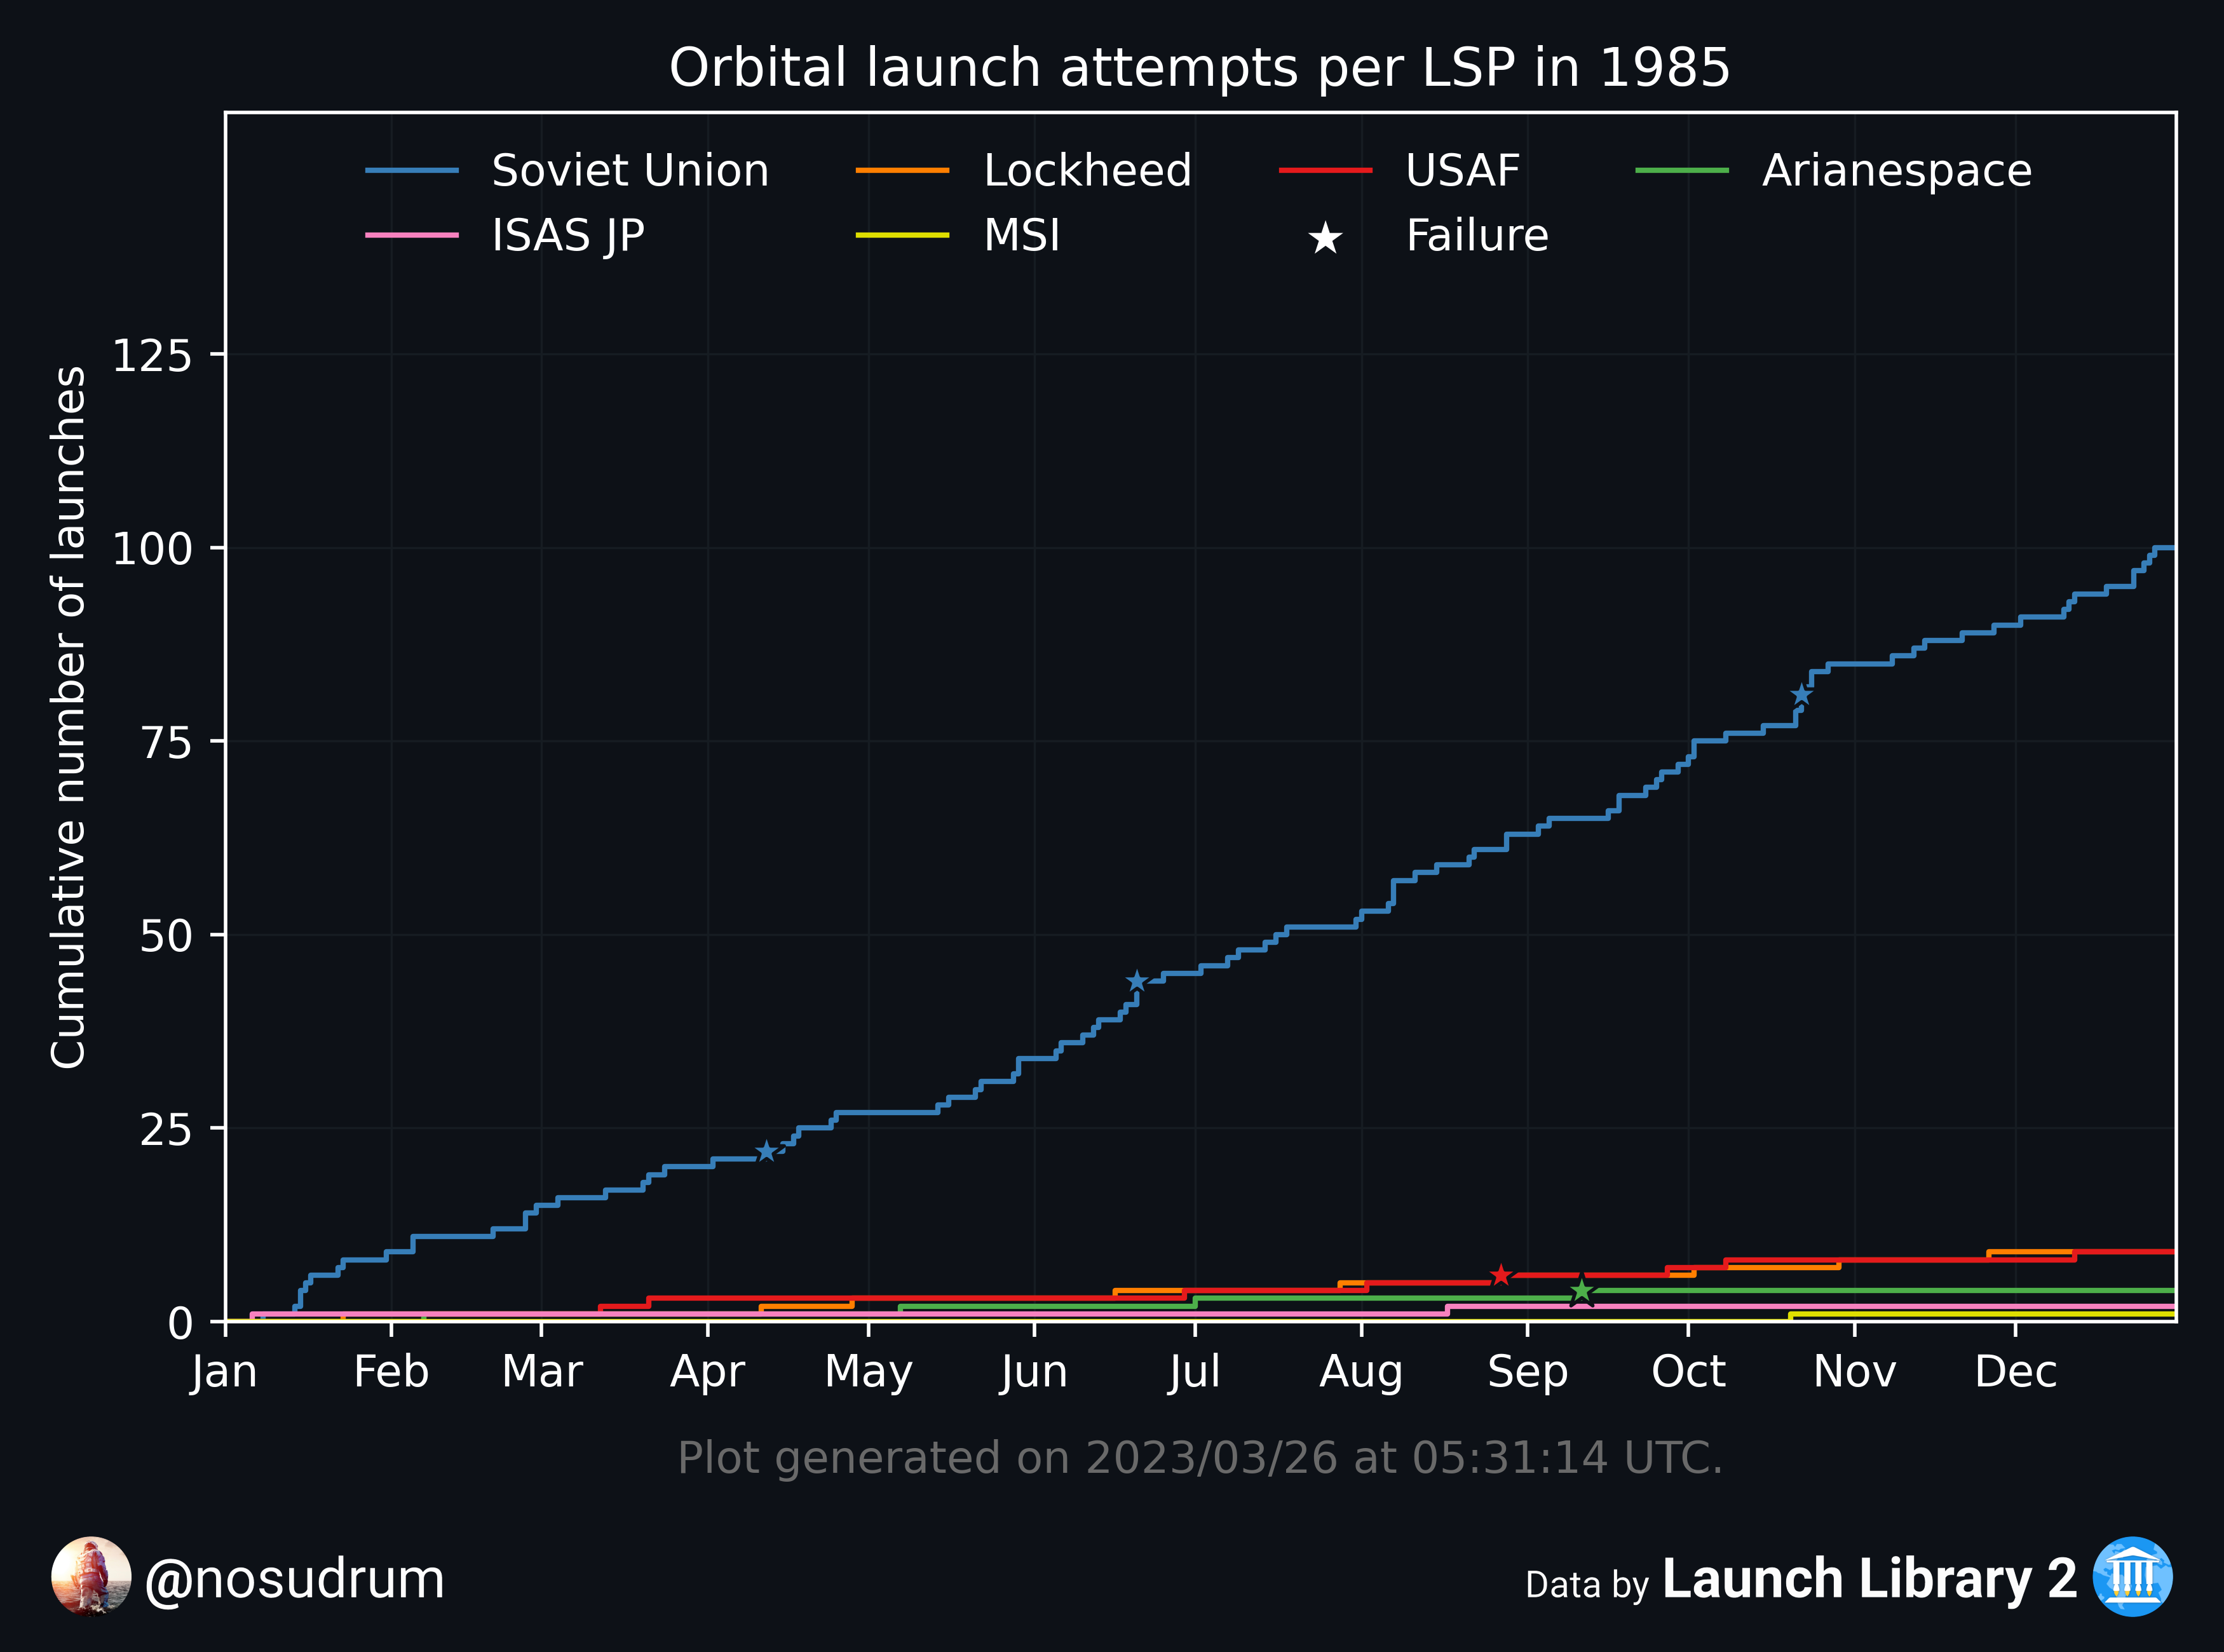 Orbital launch attempts per LSP in 1985
Soviet Union Lockheed USAF Arianespace
ISAS JP MSI Failure
Cumulative number of launches
125
100
75
50
25
0
Jan Feb Mar Apr May Jun Jul Aug Sep Oct Nov Dec
Plot generated on 2023/03/26 at 05:31:14 UTC.
@nosudrum
Data by Launch Library 2